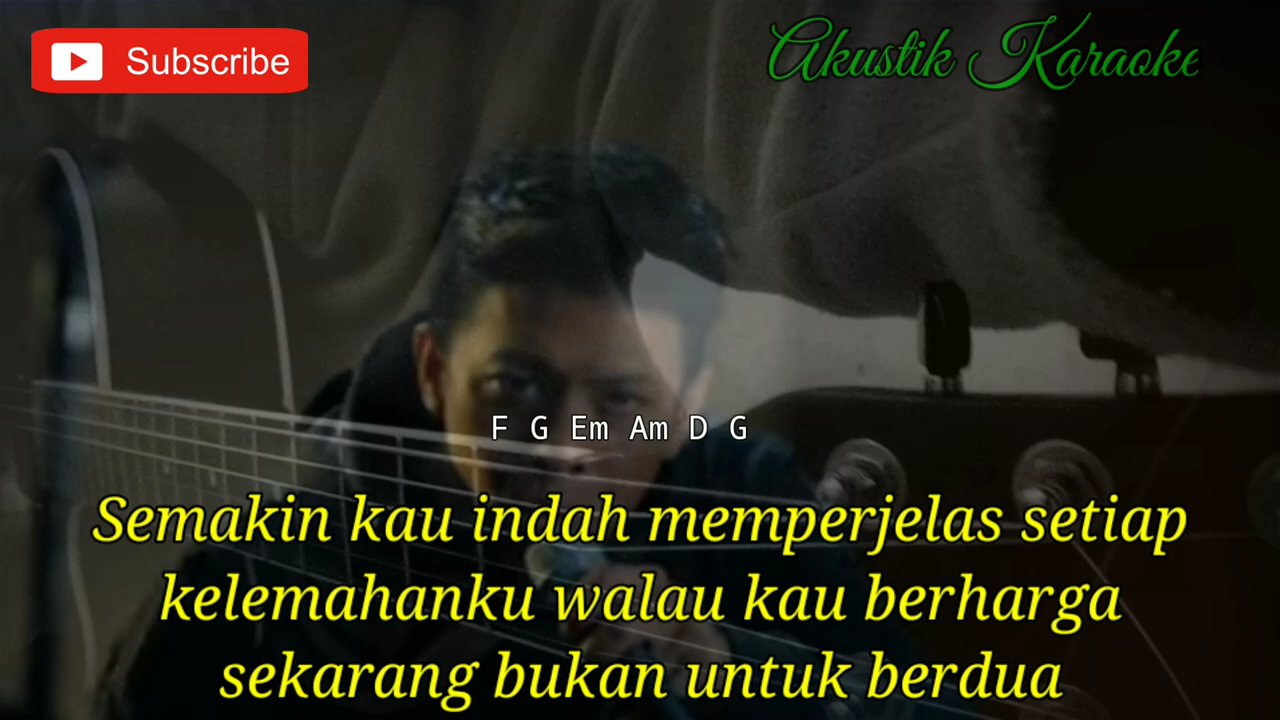 Subscribe
Akustik Karaoke
F G Em Am D G
Semakin kau indah memperjelas setiap
kelemahanku walau kau berharga
sekarang bukan untuk berdua